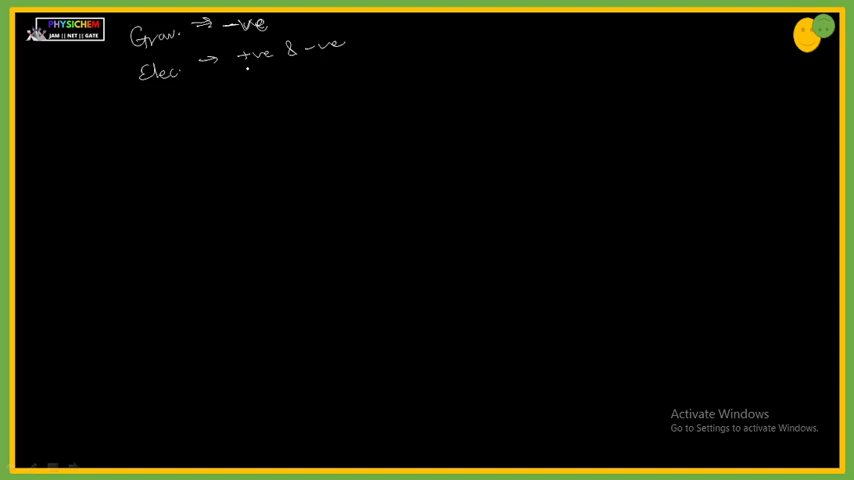 PHYSICHEM
JAM || NET || GATE
Grav. ⇒ -ve
Elec. → +ve & -ve
Activate Windows
Go to Settings to activate Windows.